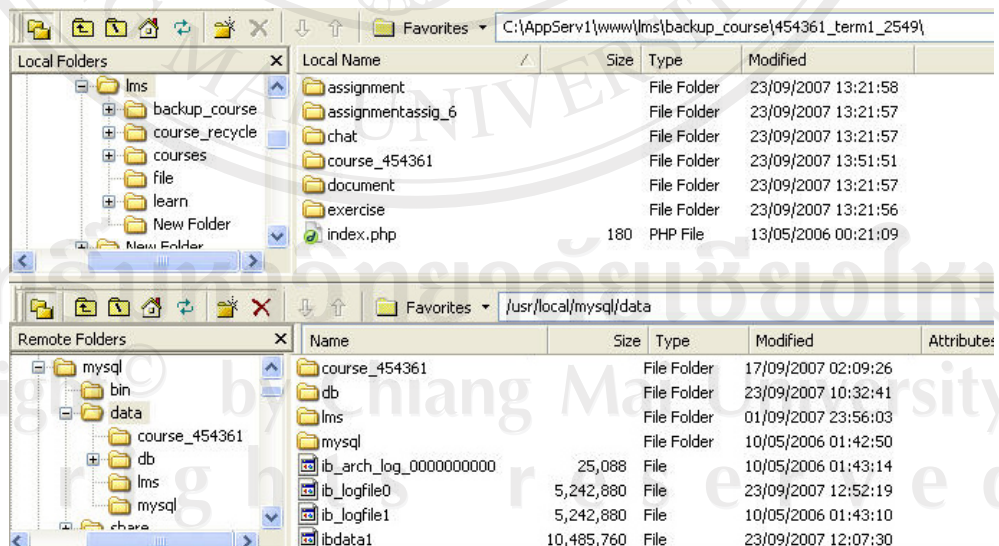 Favorites C:\AppServ1\www\lms\backup_course\454361_term1_2549\
Local Folders
lms
backup_course
course_recycle
courses
file
learn
New Folder
New Folder
Local Name Size Type Modified
assignment File Folder 23/09/2007 13:21:58
assignmentassig_6 File Folder 23/09/2007 13:21:57
chat File Folder 23/09/2007 13:21:57
course_454361 File Folder 23/09/2007 13:51:51
document File Folder 23/09/2007 13:21:57
exercise File Folder 23/09/2007 13:21:56
index.php 180 PHP File 13/05/2006 00:21:09
Favorites /usr/local/mysql/data
Remote Folders
mysql
bin
data
course_454361
db
lms
mysql
share
Name Size Type Modified Attributes
course_454361 File Folder 17/09/2007 02:09:26
db File Folder 23/09/2007 10:32:41
lms File Folder 01/09/2007 23:56:03
mysql File Folder 10/05/2006 01:42:50
ib_arch_log_0000000000 25,088 File 10/05/2006 01:43:14
ib_logfile0 5,242,880 File 23/09/2007 12:52:19
ib_logfile1 5,242,880 File 10/05/2006 01:43:10
ibdata1 10,485,760 File 23/09/2007 12:07:30
MAI UNIVERS
© by Chiang Mai University
rights reserved